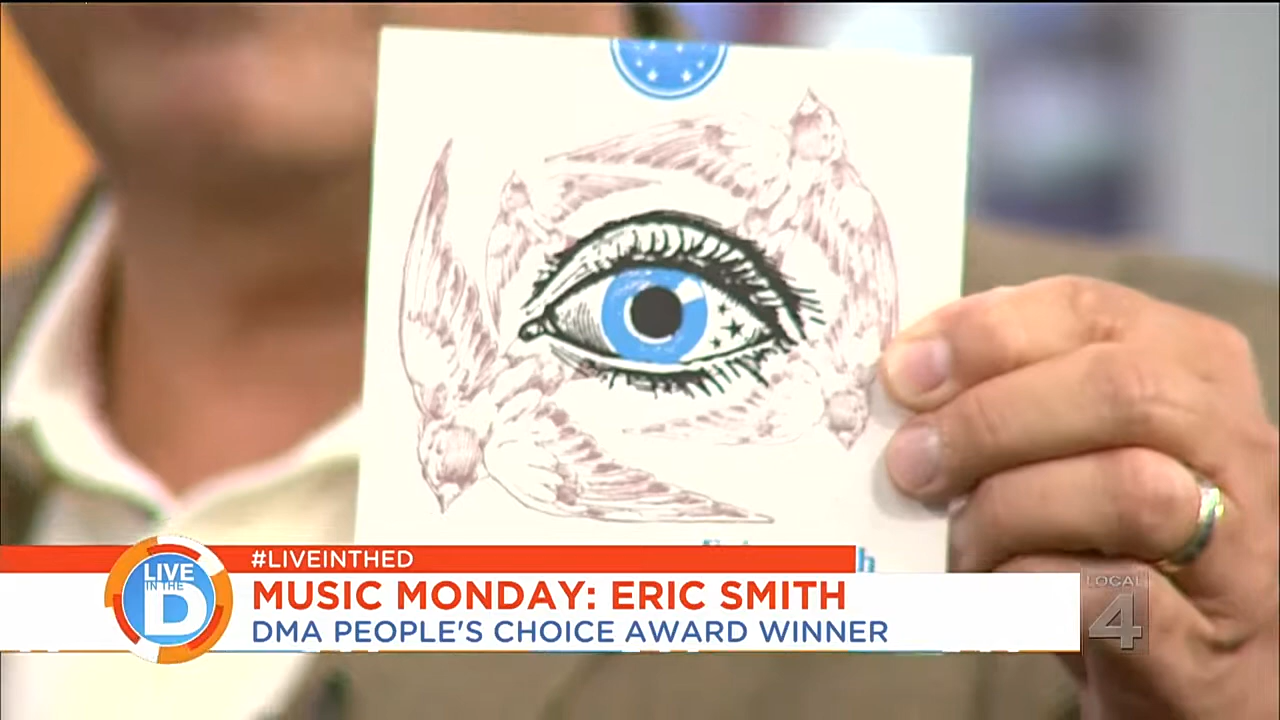 #LIVEINTHED
LIVE
IN THE
D
MUSIC MONDAY: ERIC SMITH
DMA PEOPLE'S CHOICE AWARD WINNER
LOCAL
4